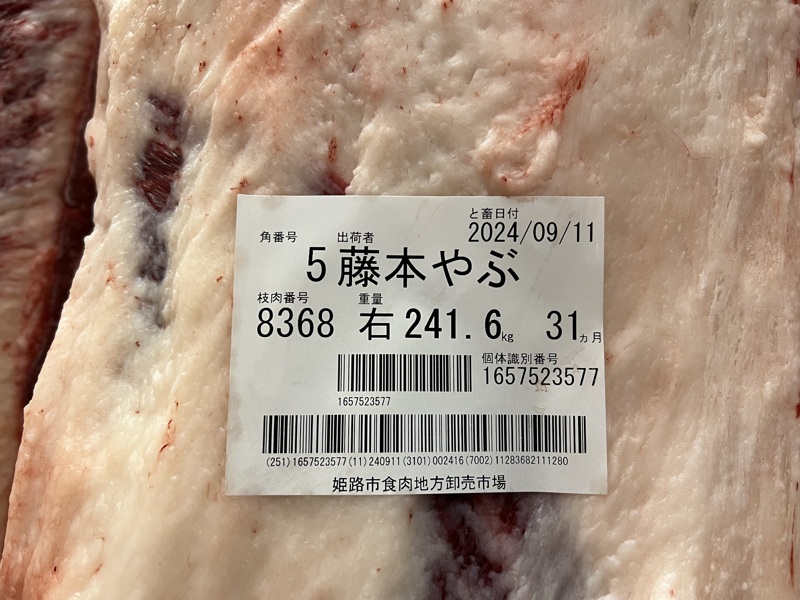 と畜日付
角番号 出荷者 2024/09/11
5 藤本やぶ
枝肉番号 重量
8368 右 241.6kg 31ヵ月
個体識別番号
1657523577
1657523577
(251)1657523577(11)240911(3101)002416(7002)11283682111280
姫路市食肉地方卸売市場